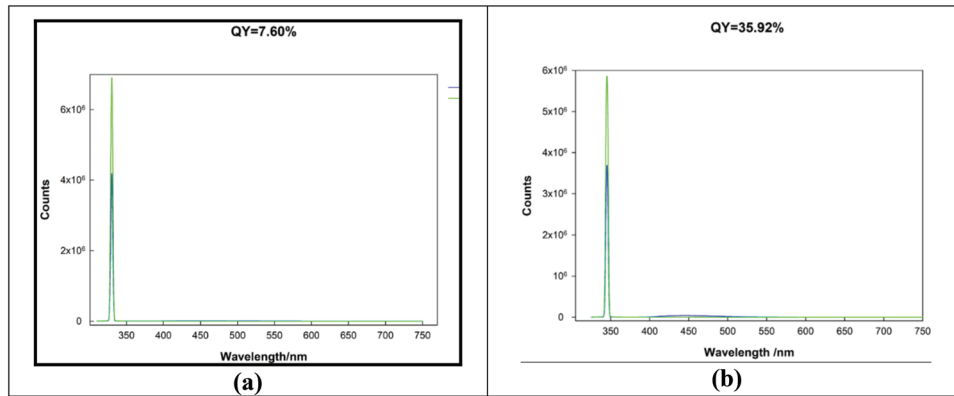 QY=7.60%
6x10⁶
4x10⁶
2x10⁶
0
Counts
350 400 450 500 550 600 650 700 750
Wavelength/nm
(a)
QY=35.92%
6x10⁶
5x10⁶
4x10⁶
3x10⁶
2x10⁶
10⁶
0
Counts
350 400 450 500 550 600 650 700 750
Wavelength /nm
(b)